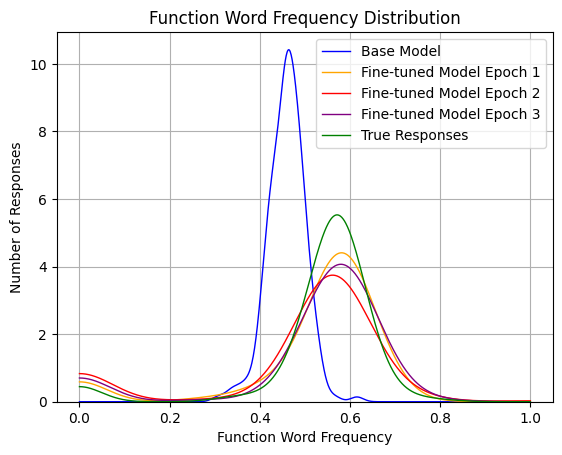 Function Word Frequency Distribution
Base Model
Fine-tuned Model Epoch 1
Fine-tuned Model Epoch 2
Fine-tuned Model Epoch 3
True Responses
Number of Responses
10
8
6
4
2
0
0.0 0.2 0.4 0.6 0.8 1.0
Function Word Frequency